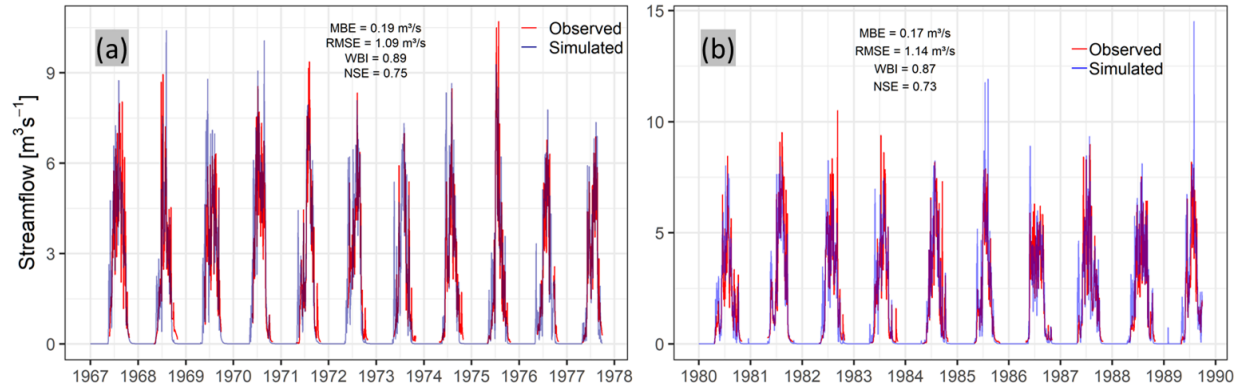 (a)
MBE = 0.19 m³/s
RMSE = 1.09 m³/s
WBI = 0.89
NSE = 0.75
Observed
Simulated
Streamflow [m³s⁻¹]
9
6
3
0
1967 1968 1969 1970 1971 1972 1973 1974 1975 1976 1977 1978
(b)
MBE = 0.17 m³/s
RMSE = 1.14 m³/s
WBI = 0.87
NSE = 0.73
Observed
Simulated
15
10
5
0
1980 1981 1982 1983 1984 1985 1986 1987 1988 1989 1990